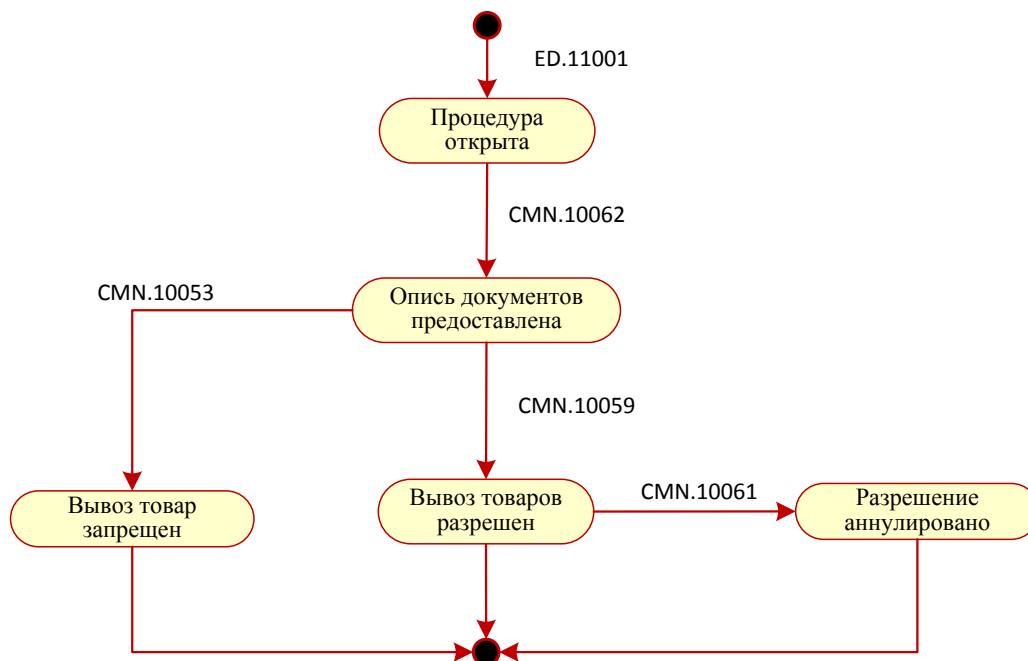 ED.11001
Процедура
открыта
CMN.10062
CMN.10053
Опись документов
предоставлена
CMN.10059
Вывоз товар
запрещен
Вывоз товаров
разрешен
CMN.10061
Разрешение
аннулировано